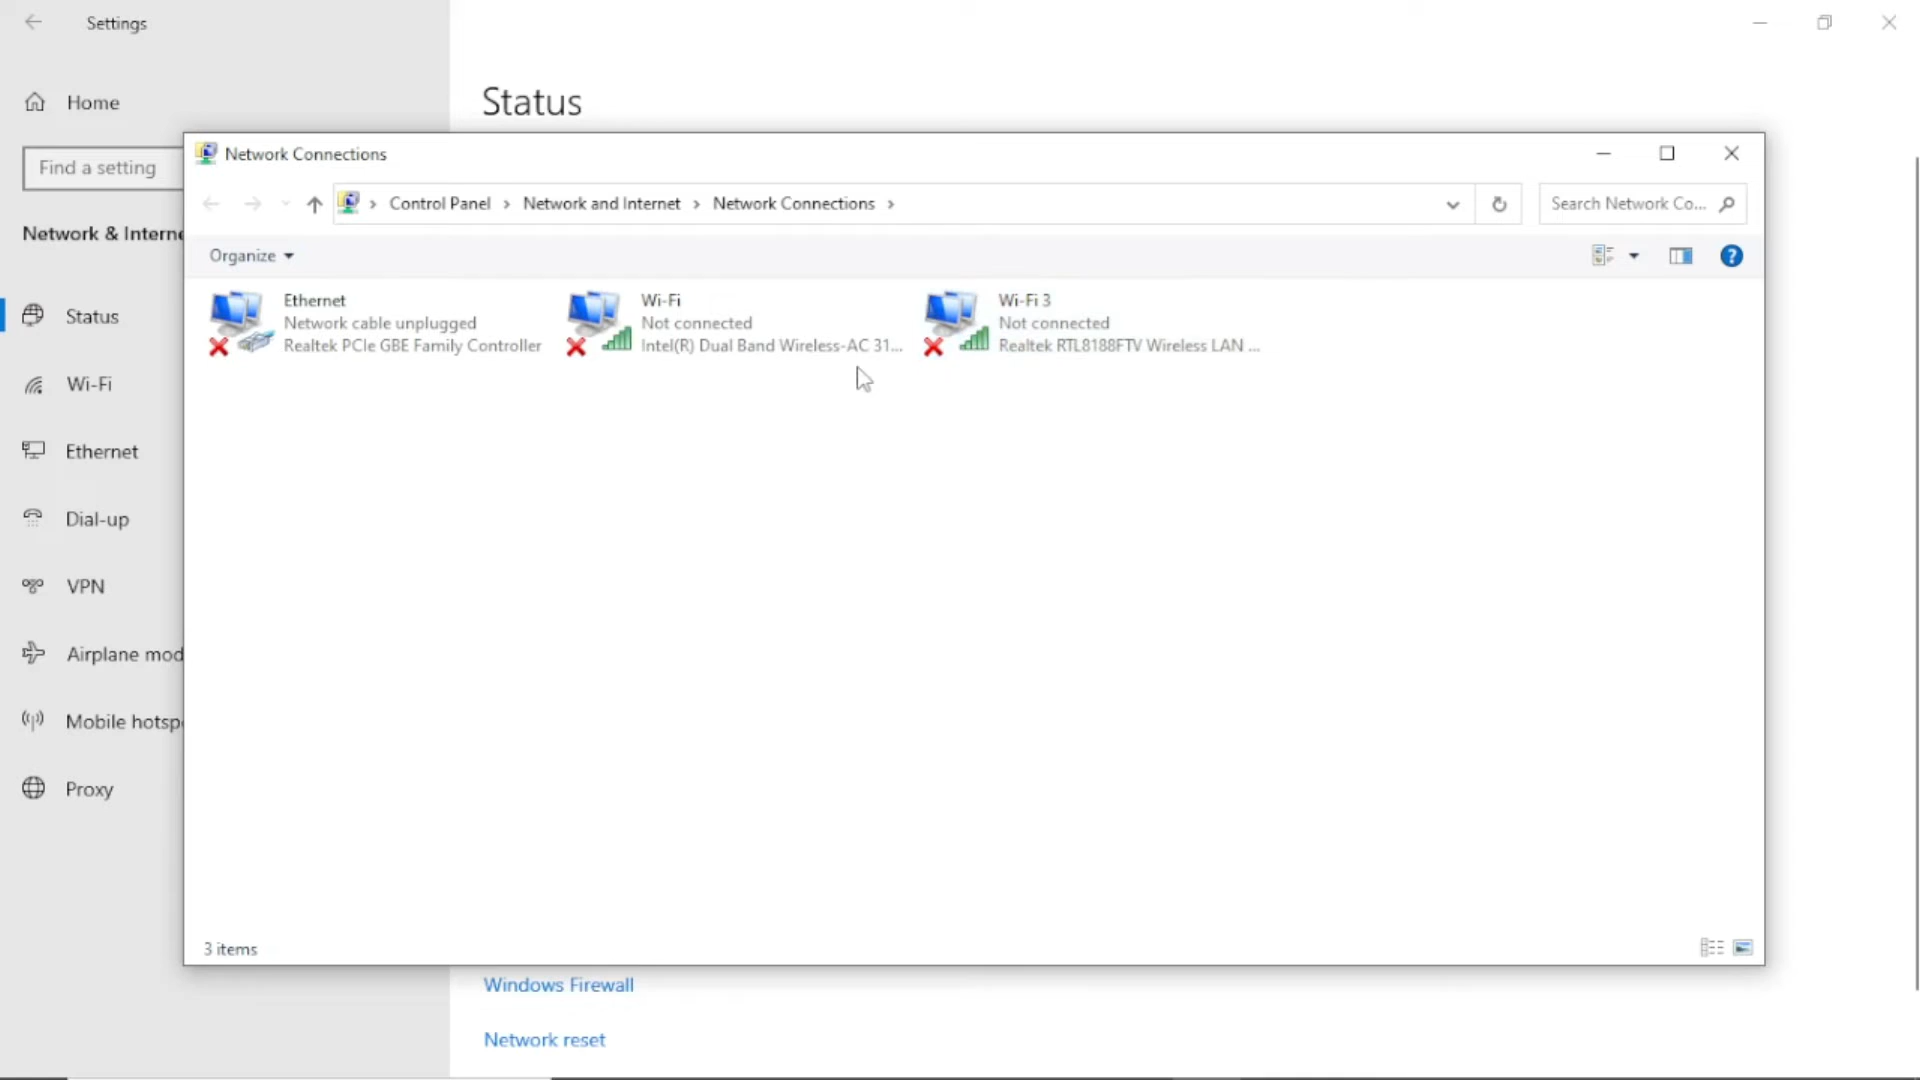 Settings
Home
Find a setting
Network & Interne
Status
Wi-Fi
Ethernet
Dial-up
VPN
Airplane mod
Mobile hotsp
Proxy
Status
Network Connections
Control Panel > Network and Internet > Network Connections >
Search Network Co...
Organize
Ethernet
Network cable unplugged
Realtek PCIe GBE Family Controller
Wi-Fi
Not connected
Intel(R) Dual Band Wireless-AC 31...
Wi-Fi 3
Not connected
Realtek RTL8188FTV Wireless LAN ...
3 items
Windows Firewall
Network reset